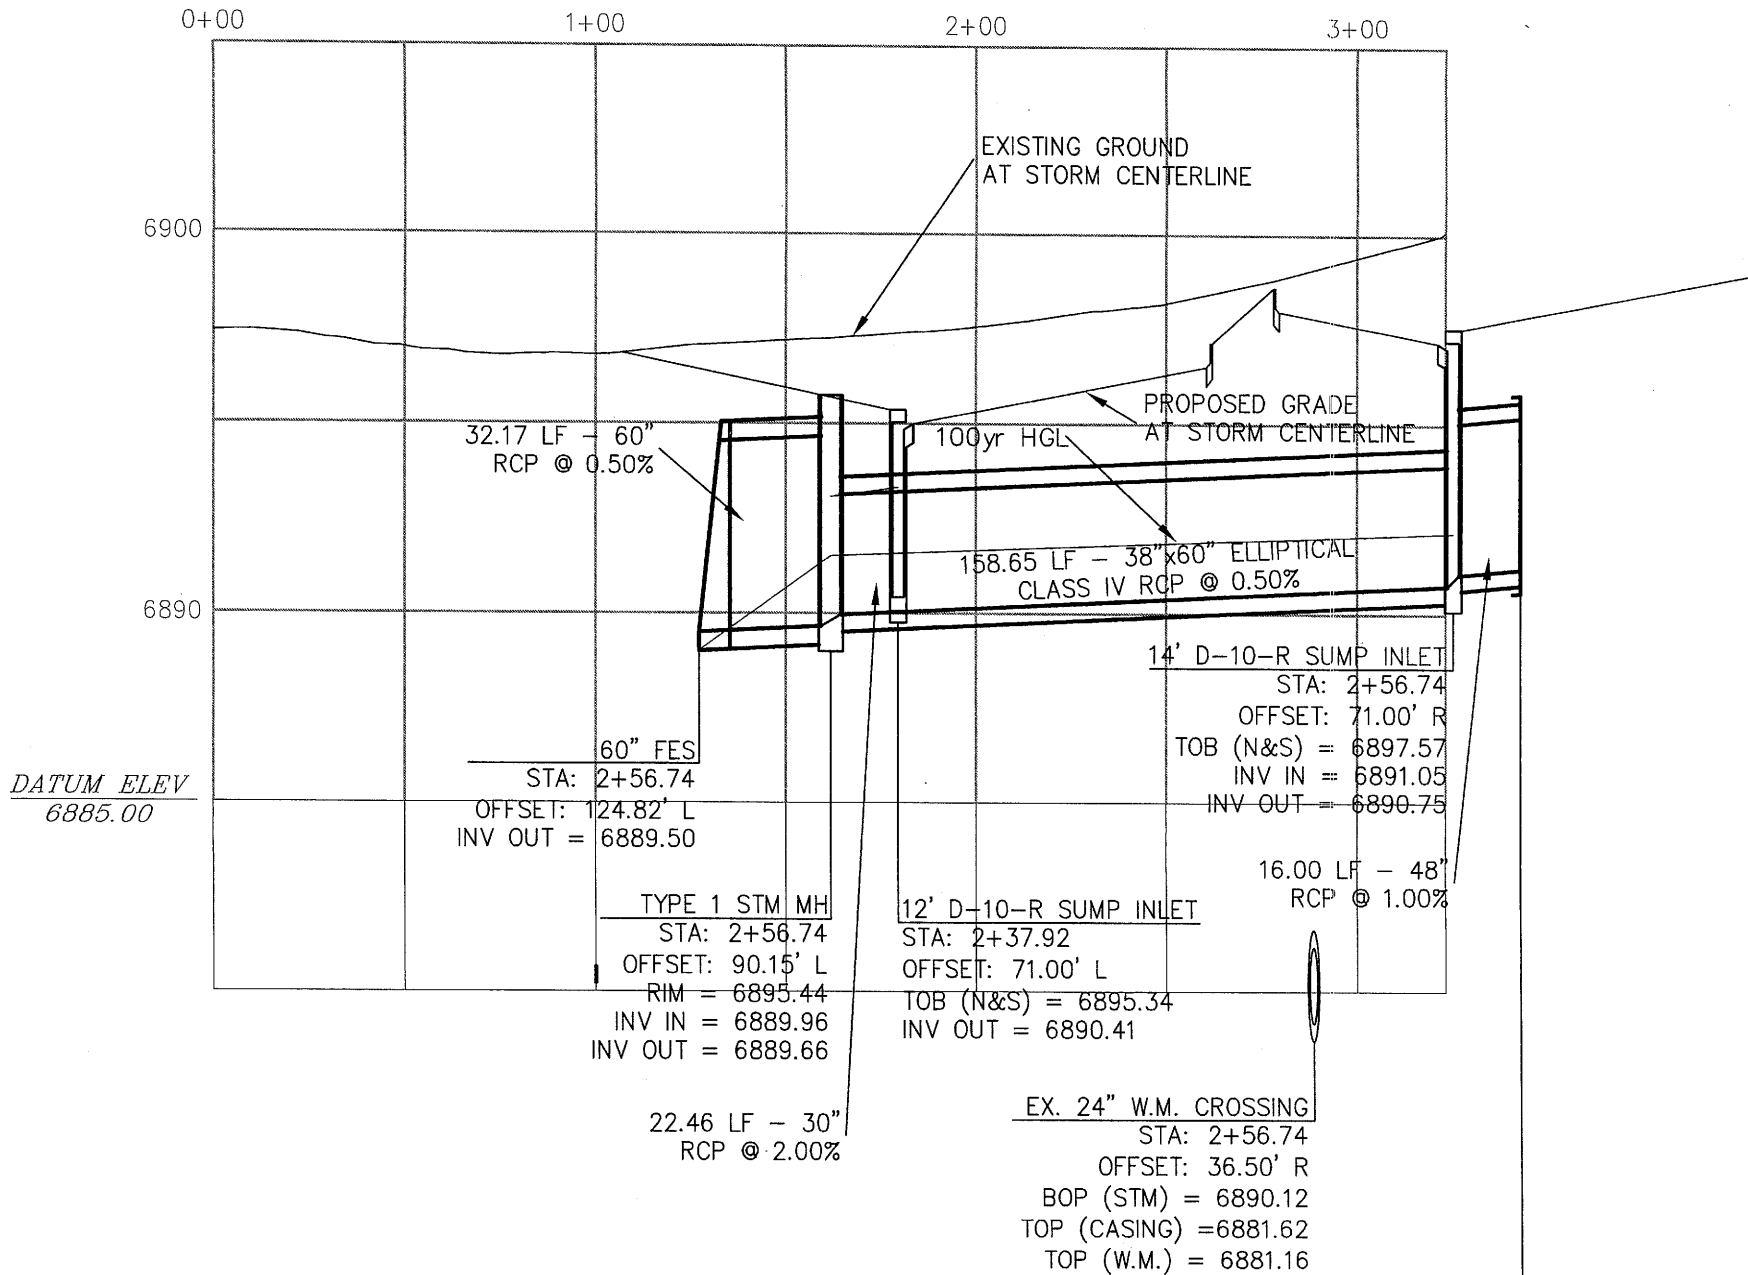 0+00
1+00
2+00
3+00
EXISTING GROUND
AT STORM CENTERLINE
6900
PROPOSED GRADE
AT STORM CENTERLINE
32.17 LF – 60"
RCP @ 0.50%
100yr HGL
158.65 LF – 38"x60" ELLIPTICAL
CLASS IV RCP @ 0.50%
6890
14' D–10–R SUMP INLET
STA: 2+56.74
OFFSET: 71.00' R
TOB (N&S) = 6897.57
INV IN = 6891.05
INV OUT = 6890.75
60" FES
STA: 2+56.74
OFFSET: 124.82' L
INV OUT = 6889.50
DATUM ELEV
6885.00
16.00 LF – 48"
RCP @ 1.00%
TYPE 1 STM MH
STA: 2+56.74
OFFSET: 90.15' L
RIM = 6895.44
INV IN = 6889.96
INV OUT = 6889.66
12' D–10–R SUMP INLET
STA: 2+37.92
OFFSET: 71.00' L
TOB (N&S) = 6895.34
INV OUT = 6890.41
22.46 LF – 30"
RCP @ 2.00%
EX. 24" W.M. CROSSING
STA: 2+56.74
OFFSET: 36.50' R
BOP (STM) = 6890.12
TOP (CASING) =6881.62
TOP (W.M.) = 6881.16